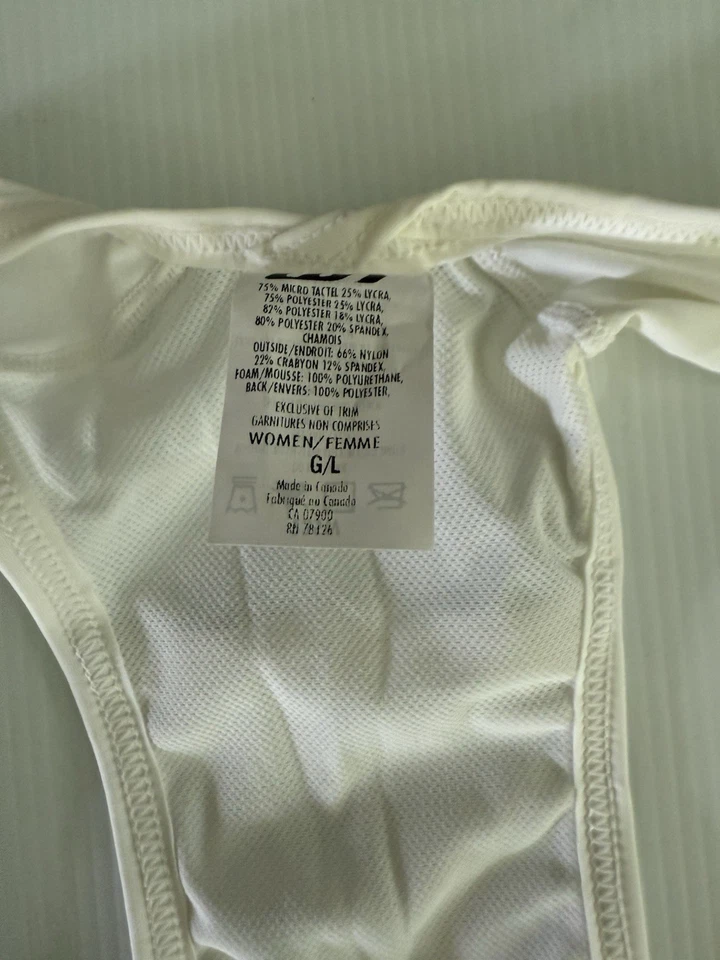 75% MICRO TACTEL 25% LYCRA,
75% POLYESTER 25% LYCRA,
82% POLYESTER 18% LYCRA,
80% POLYESTER 20% SPANDEX,
CHAMOIS
OUTSIDE/ENDROIT: 66% NYLON
22% CRABYON 12% SPANDEX,
FOAM/MOUSSE: 100% POLYURETHANE,
BACK/ENVERS: 100% POLYESTER,
EXCLUSIVE OF TRIM
GARNITURES NON COMPRISES
WOMEN/FEMME
G/L
Made in Canada
Fabriqué au Canada
CA 07900
RN 78126